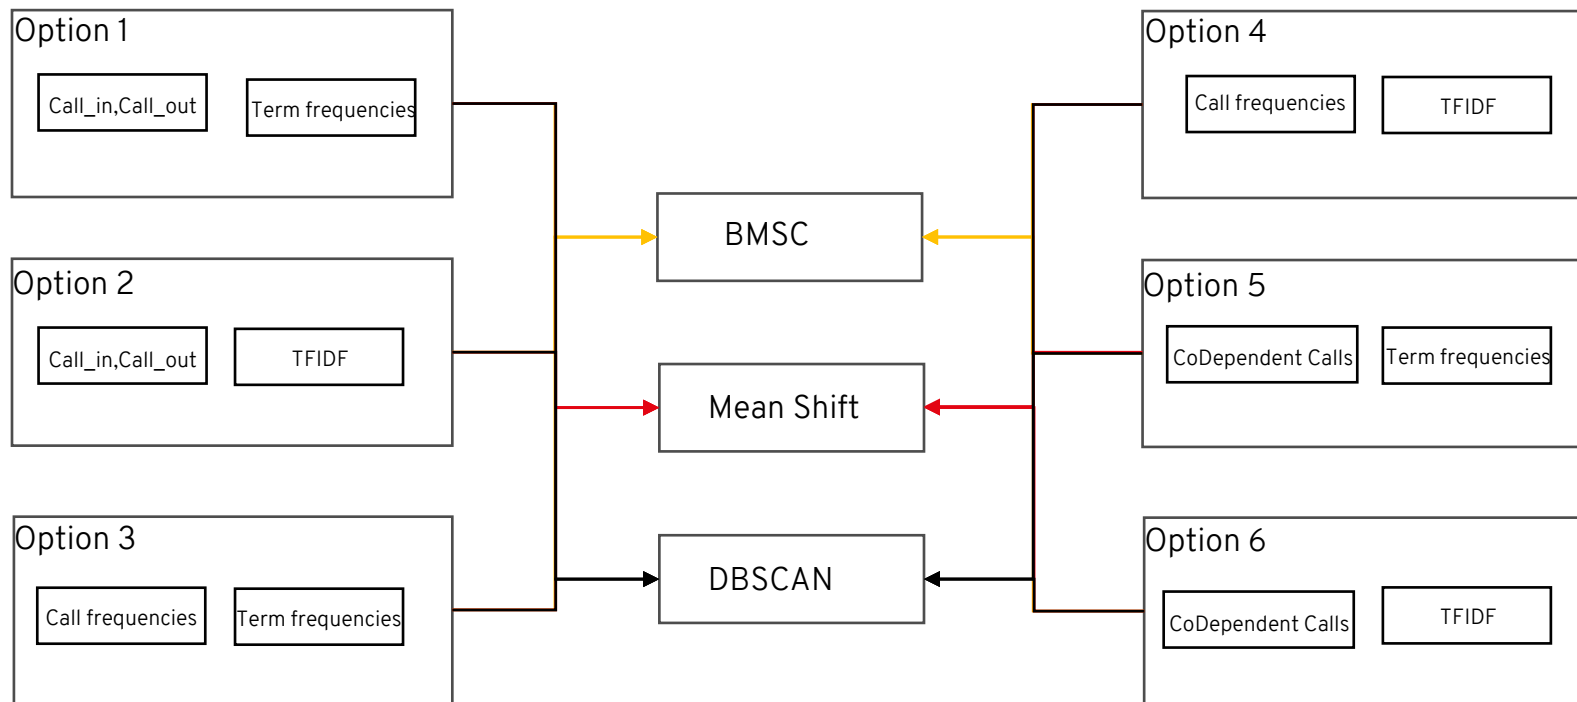 Option 1
Call_in,Call_out
Term frequencies
Option 2
Call_in,Call_out
TFIDF
Option 3
Call frequencies
Term frequencies
BMSC
Mean Shift
DBSCAN
Option 4
Call frequencies
TFIDF
Option 5
CoDependent Calls
Term frequencies
Option 6
CoDependent Calls
TFIDF